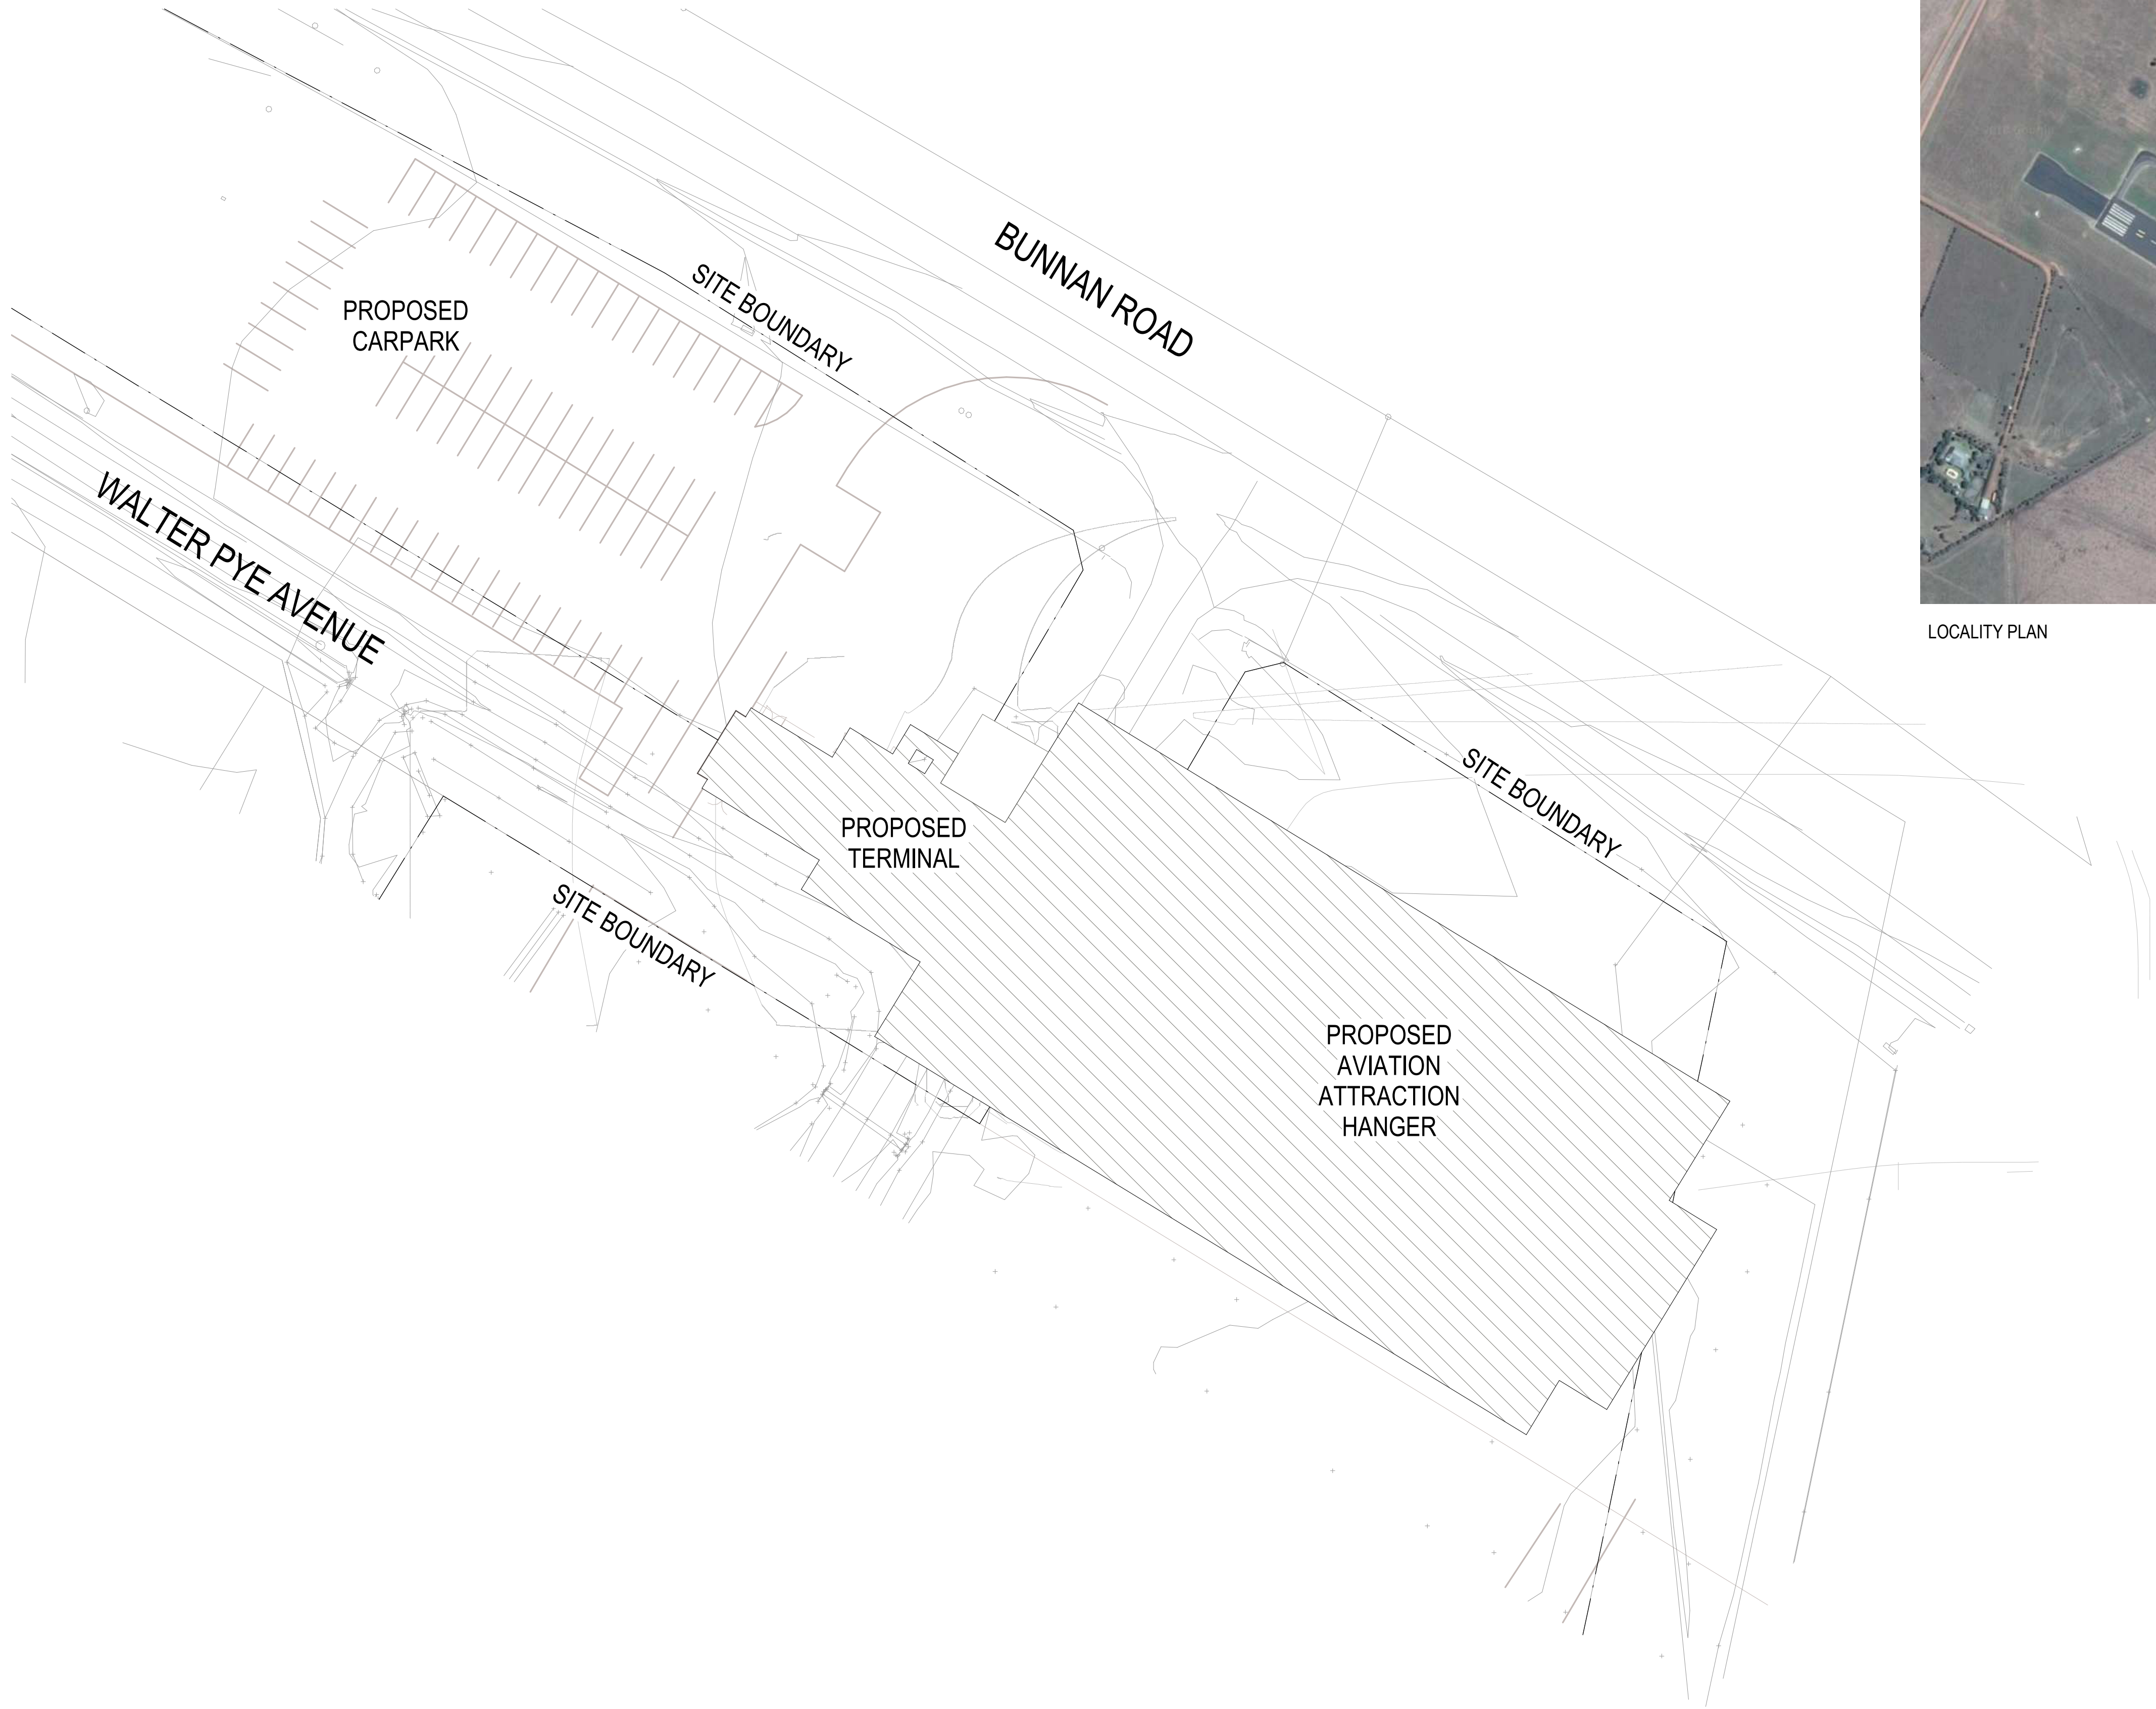 BUNNAN ROAD
SITE BOUNDARY
PROPOSED
CARPARK
WALTER PYE AVENUE
LOCALITY PLAN
SITE BOUNDARY
PROPOSED
TERMINAL
SITE BOUNDARY
PROPOSED
AVIATION
ATTRACTION
HANGER